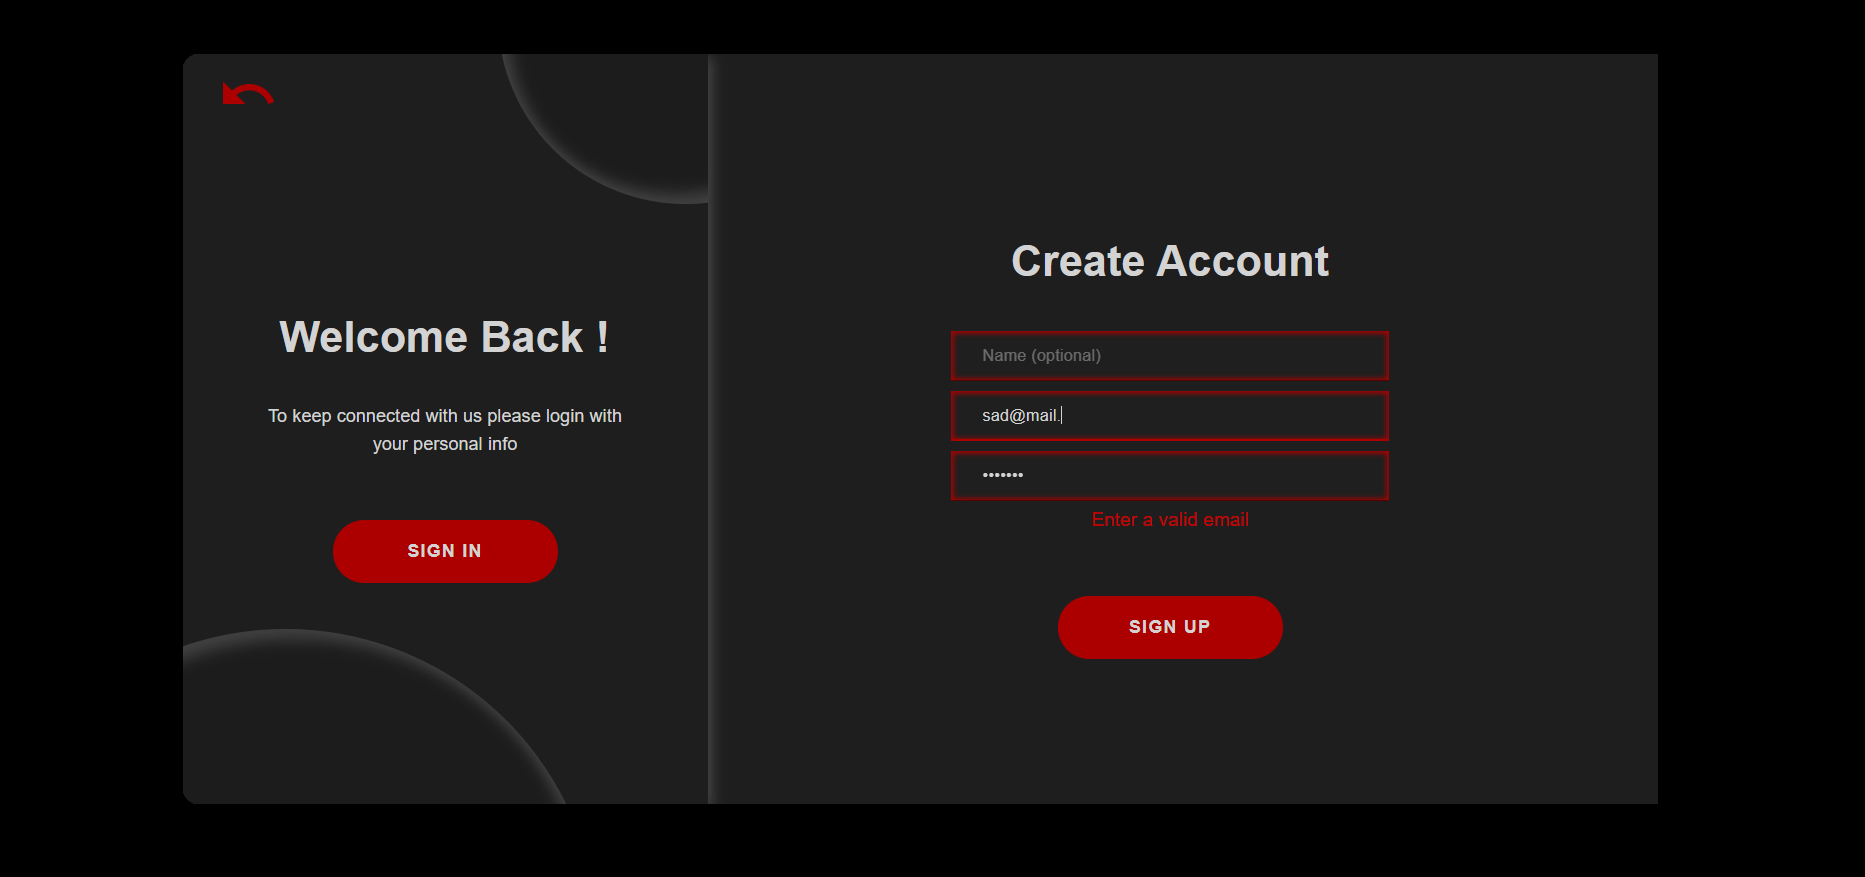 Welcome Back !
To keep connected with us please login with
your personal info
SIGN IN
Create Account
Name (optional)
sad@mail.
•••••••
Enter a valid email
SIGN UP